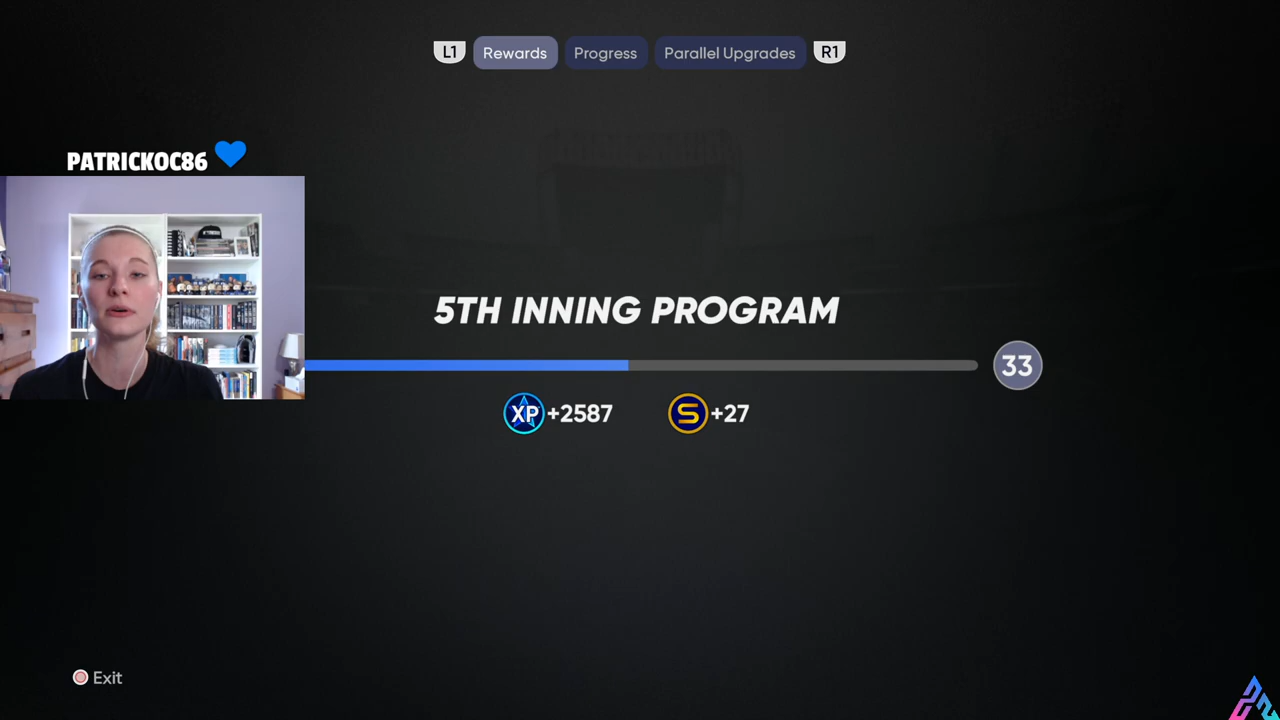 L1 Rewards Progress Parallel Upgrades R1
PATRICKOC86
5TH INNING PROGRAM
33
XP +2587 S +27
Exit